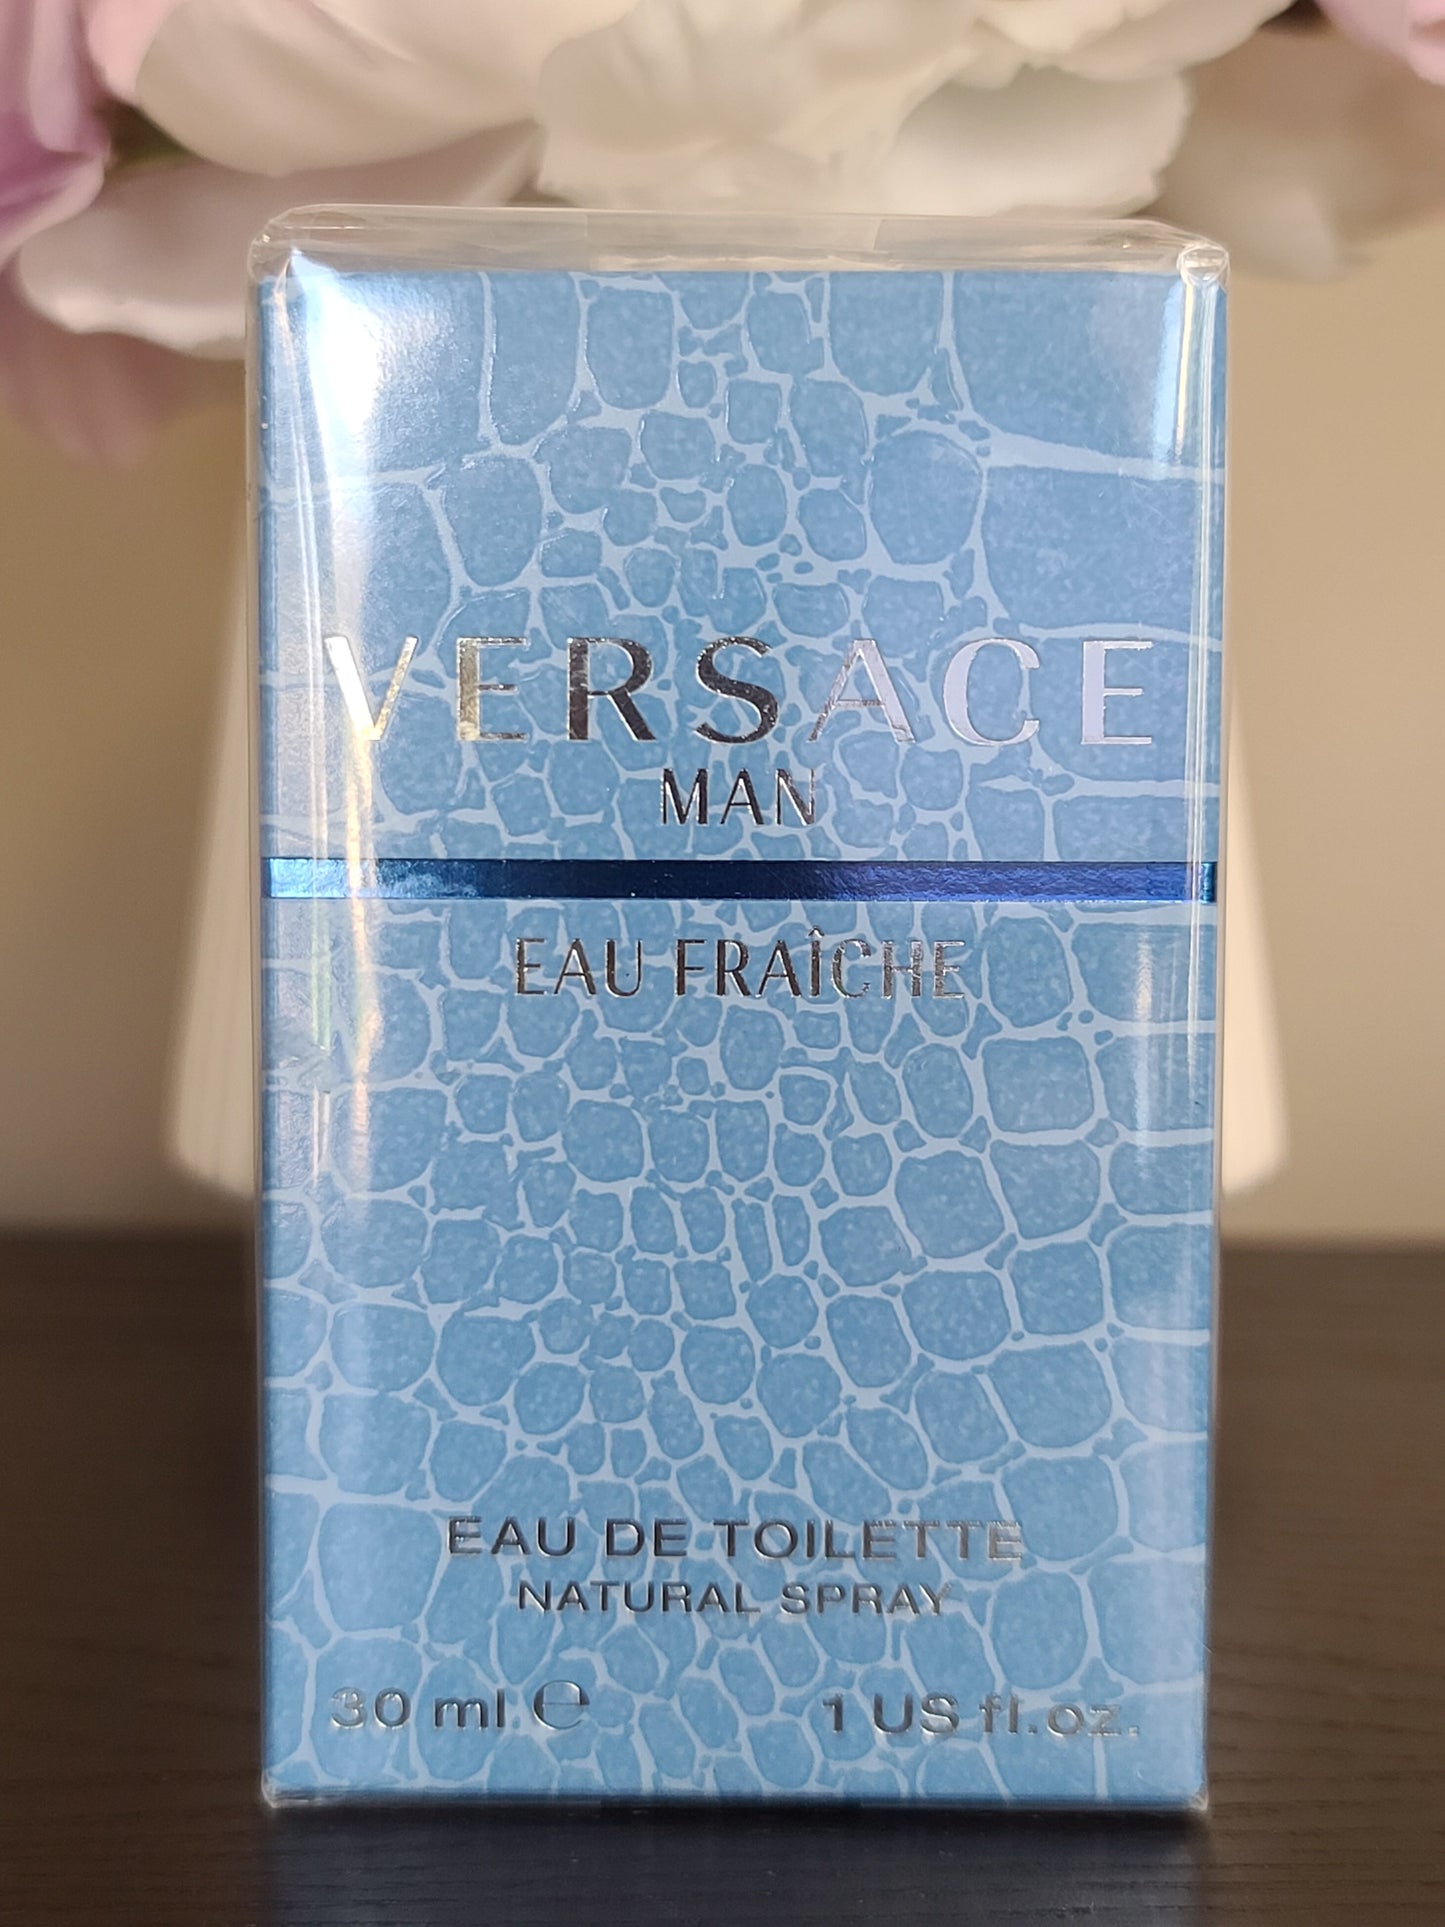 VERSACE
MAN
EAU FRAÎCHE
EAU DE TOILETTE
NATURAL SPRAY
30 ml ℮ 1 US fl.oz.